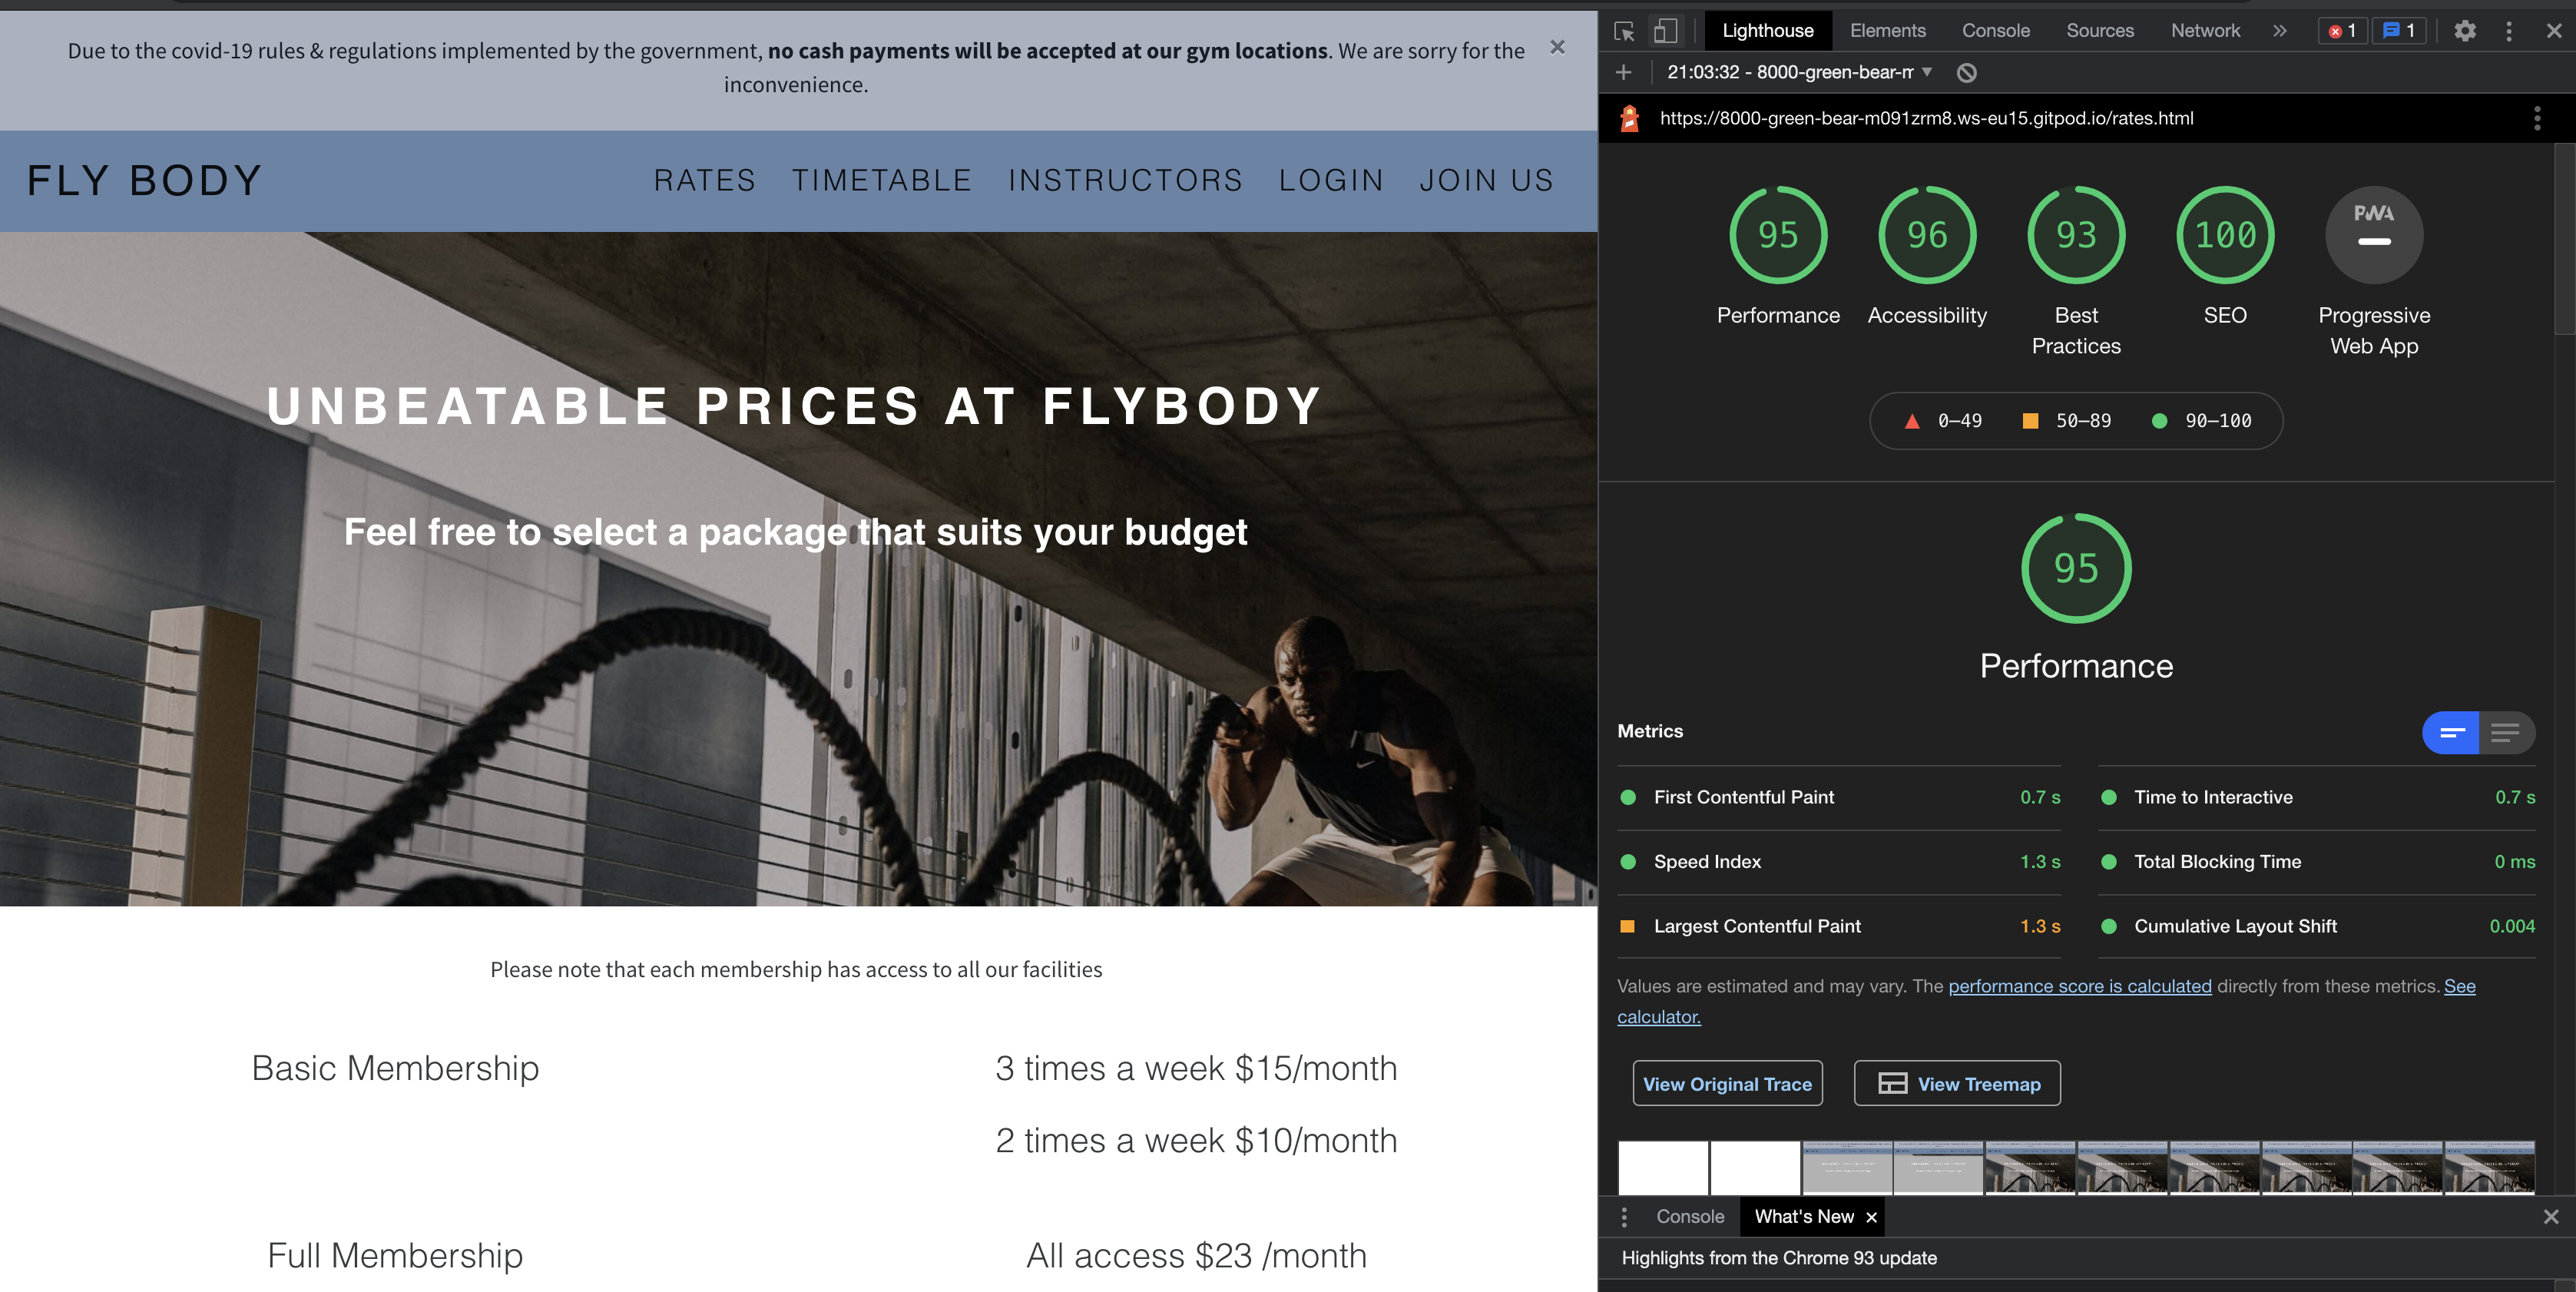 Due to the covid-19 rules & regulations implemented by the government, no cash payments will be accepted at our gym locations. We are sorry for the
inconvenience.
×
FLY BODY
RATES TIMETABLE INSTRUCTORS LOGIN JOIN US
UNBEATABLE PRICES AT FLYBODY
Feel free to select a package that suits your budget
Please note that each membership has access to all our facilities
Basic Membership
3 times a week $15/month
2 times a week $10/month
Full Membership
All access $23 /month
Lighthouse Elements Console Sources Network » 1 1
21:03:32 - 8000-green-bear-m
https://8000-green-bear-m091zrm8.ws-eu15.gitpod.io/rates.html
95 96 93 100 PWA
Performance Accessibility Best Practices SEO Progressive Web App
0–49 50–89 90–100
95
Performance
Metrics
First Contentful Paint 0.7 s
Time to Interactive 0.7 s
Speed Index 1.3 s
Total Blocking Time 0 ms
Largest Contentful Paint 1.3 s
Cumulative Layout Shift 0.004
Values are estimated and may vary. The performance score is calculated directly from these metrics. See
calculator.
View Original Trace View Treemap
Console What's New ×
Highlights from the Chrome 93 update